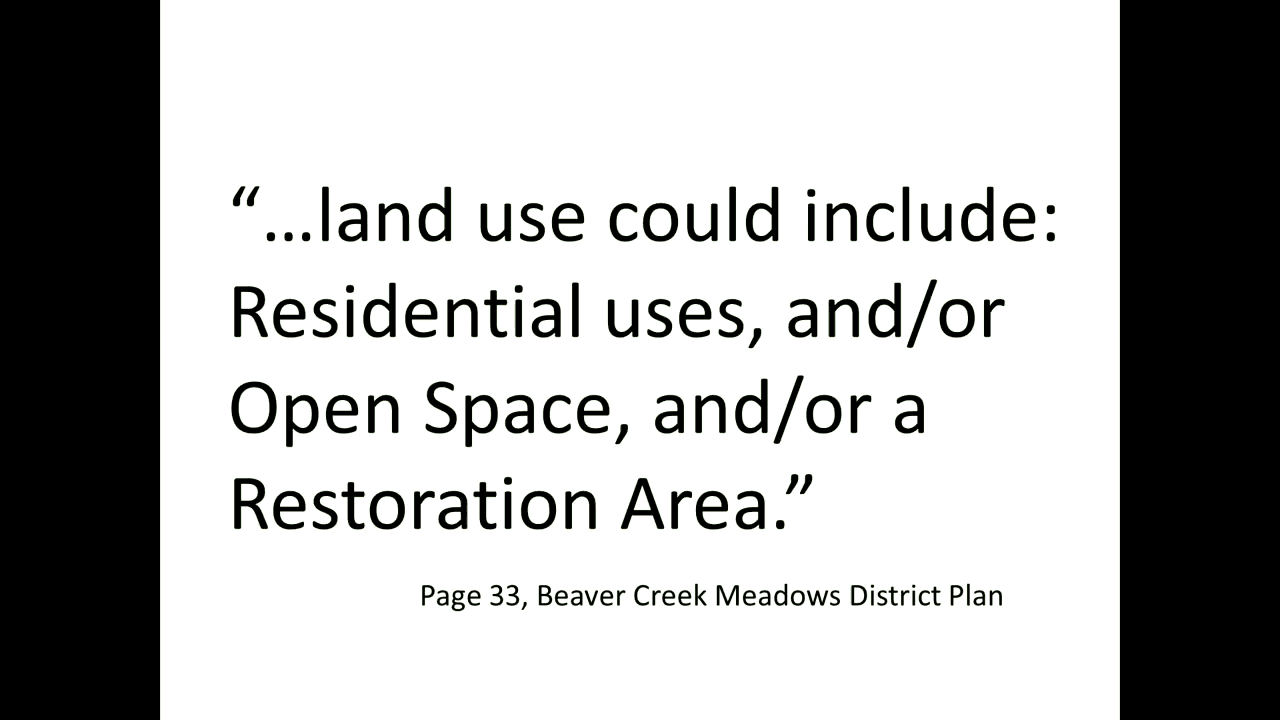 “…land use could include:
Residential uses, and/or
Open Space, and/or a
Restoration Area.”
Page 33, Beaver Creek Meadows District Plan